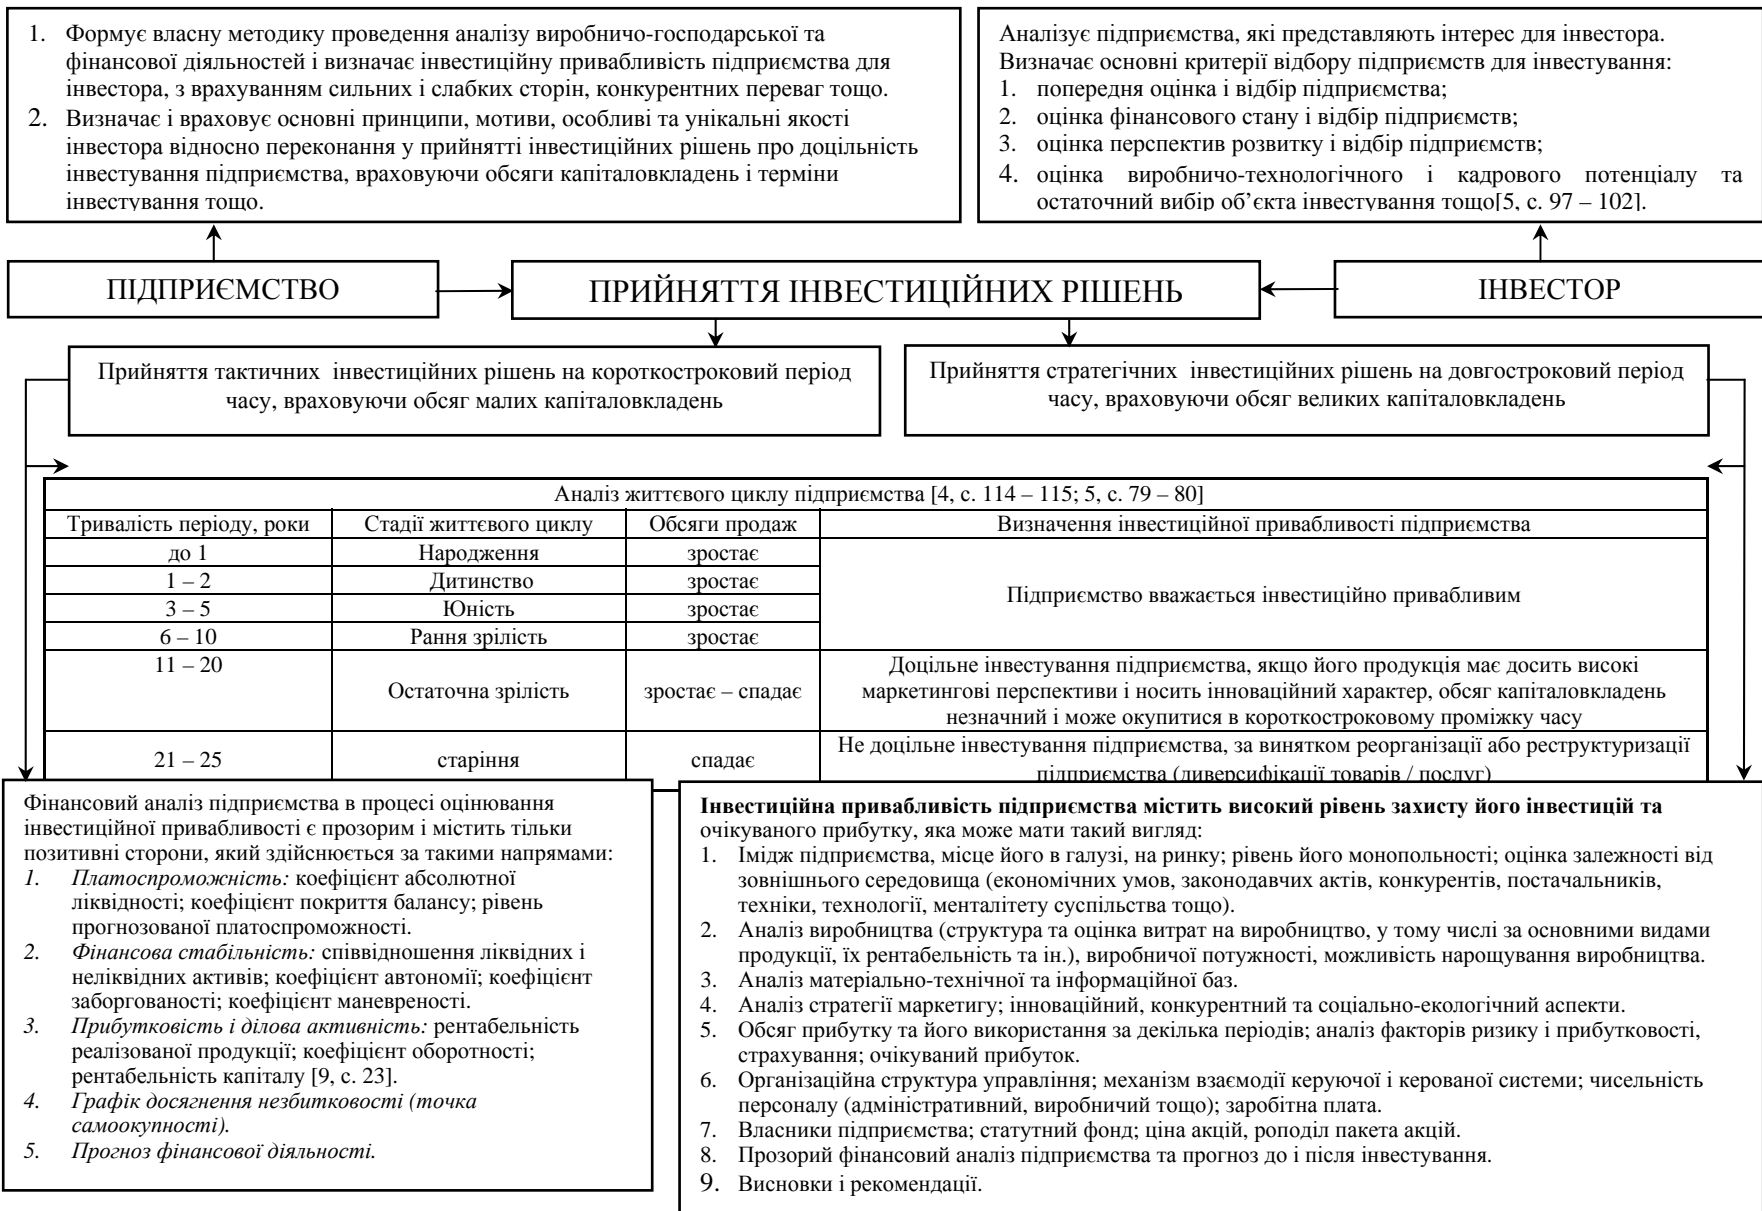 1. Формує власну методику проведення аналізу виробничо-господарської та
фінансової діяльностей і визначає інвестиційну привабливість підприємства для
інвестора, з врахуванням сильних і слабких сторін, конкурентних переваг тощо.
2. Визначає і враховує основні принципи, мотиви, особливі та унікальні якості
інвестора відносно переконання у прийнятті інвестиційних рішень про доцільність
інвестування підприємства, враховуючи обсяги капіталовкладень і терміни
інвестування тощо.
Аналізує підприємства, які представляють інтерес для інвестора.
Визначає основні критерії відбору підприємств для інвестування:
1. попередня оцінка і відбір підприємства;
2. оцінка фінансового стану і відбір підприємств;
3. оцінка перспектив розвитку і відбір підприємств;
4. оцінка виробничо-технологічного і кадрового потенціалу та
остаточний вибір об’єкта інвестування тощо[5, с. 97 – 102].
ПІДПРИЄМСТВО
ПРИЙНЯТТЯ ІНВЕСТИЦІЙНИХ РІШЕНЬ
ІНВЕСТОР
Прийняття тактичних інвестиційних рішень на короткостроковий період
часу, враховуючи обсяг малих капіталовкладень
Прийняття стратегічних інвестиційних рішень на довгостроковий період
часу, враховуючи обсяг великих капіталовкладень
Аналіз життєвого циклу підприємства [4, с. 114 – 115; 5, с. 79 – 80]
Тривалість періоду, роки Стадії життєвого циклу Обсяги продаж Визначення інвестиційної привабливості підприємства
до 1 Народження зростає
1 – 2 Дитинство зростає
3 – 5 Юність зростає
6 – 10 Рання зрілість зростає
Підприємство вважається інвестиційно привабливим
11 – 20 Остаточна зрілість зростає – спадає
Доцільне інвестування підприємства, якщо його продукція має досить високі
маркетингові перспективи і носить інноваційний характер, обсяг капіталовкладень
незначний і може окупитися в короткостроковому проміжку часу
21 – 25 старіння спадає
Не доцільне інвестування підприємства, за винятком реорганізації або реструктуризації
підприємства (диверсифікації товарів / послуг)
Фінансовий аналіз підприємства в процесі оцінювання
інвестиційної привабливості є прозорим і містить тільки
позитивні сторони, який здійснюється за такими напрямами:
1. Платоспроможність: коефіцієнт абсолютної
ліквідності; коефіцієнт покриття балансу; рівень
прогнозованої платоспроможності.
2. Фінансова стабільність: співвідношення ліквідних і
неліквідних активів; коефіцієнт автономії; коефіцієнт
заборгованості; коефіцієнт маневреності.
3. Прибутковість і ділова активність: рентабельність
реалізованої продукції; коефіцієнт оборотності;
рентабельність капіталу [9, с. 23].
4. Графік досягнення незбитковості (точка
самоокупності).
5. Прогноз фінансової діяльності.
Інвестиційна привабливість підприємства містить високий рівень захисту його інвестицій та
очікуваного прибутку, яка може мати такий вигляд:
1. Імідж підприємства, місце його в галузі, на ринку; рівень його монопольності; оцінка залежності від
зовнішнього середовища (економічних умов, законодавчих актів, конкурентів, постачальників,
техніки, технології, менталітету суспільства тощо).
2. Аналіз виробництва (структура та оцінка витрат на виробництво, у тому числі за основними видами
продукції, їх рентабельність та ін.), виробничої потужності, можливість нарощування виробництва.
3. Аналіз матеріально-технічної та інформаційної баз.
4. Аналіз стратегії маркетигу; інноваційний, конкурентний та соціально-екологічний аспекти.
5. Обсяг прибутку та його використання за декілька періодів; аналіз факторів ризику і прибутковості,
страхування; очікуваний прибуток.
6. Організаційна структура управління; механізм взаємодії керуючої і керованої системи; чисельність
персоналу (адміністративний, виробничий тощо); заробітна плата.
7. Власники підприємства; статутний фонд; ціна акцій, роподіл пакета акцій.
8. Прозорий фінансовий аналіз підприємства та прогноз до і після інвестування.
9. Висновки і рекомендації.